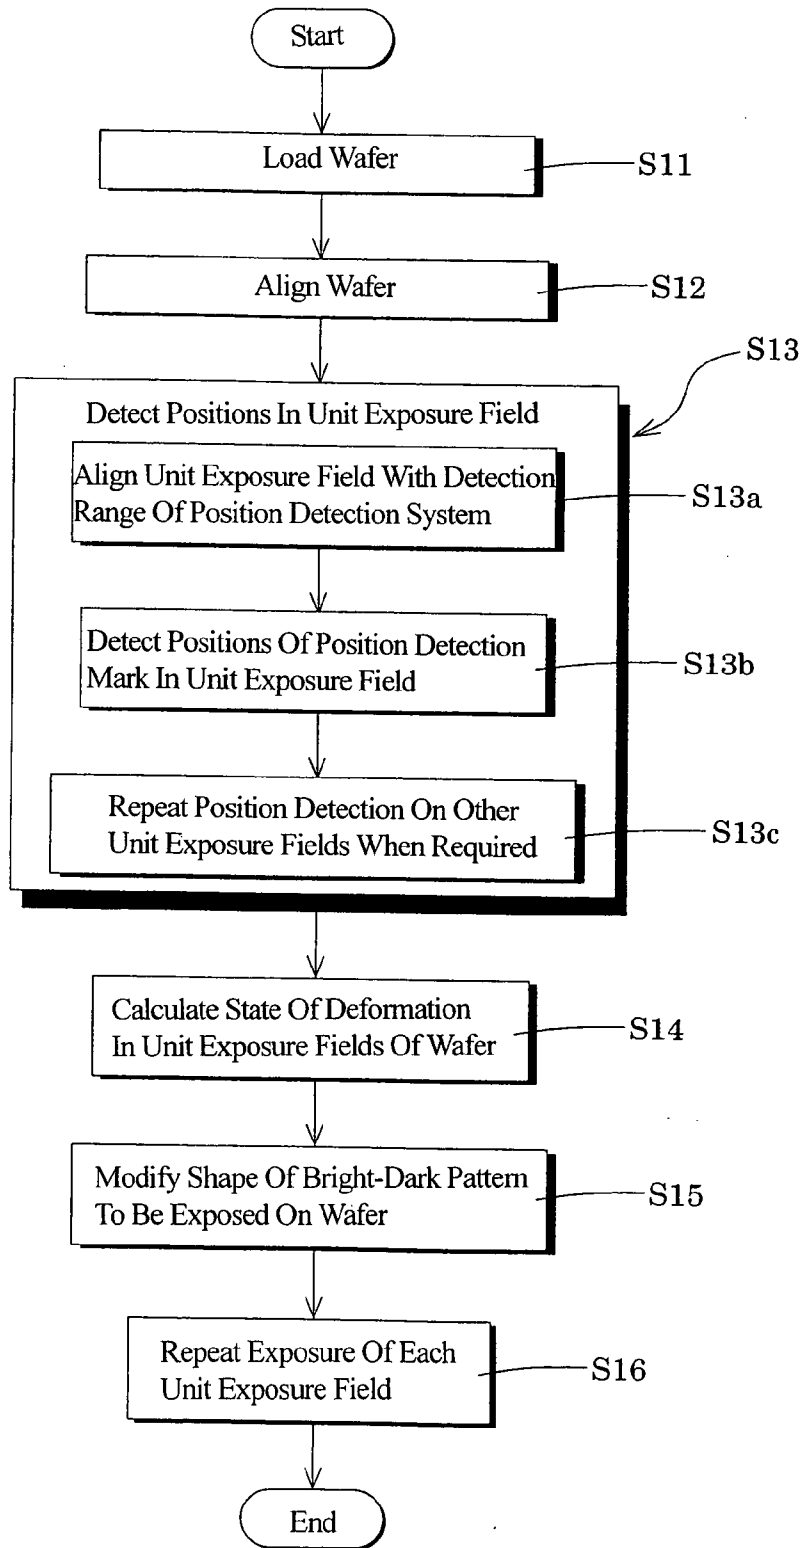 Start
Load Wafer
S11
Align Wafer
S12
S13
Detect Positions In Unit Exposure Field
Align Unit Exposure Field With Detection
Range Of Position Detection System
S13a
Detect Positions Of Position Detection
Mark In Unit Exposure Field
S13b
Repeat Position Detection On Other
Unit Exposure Fields When Required
S13c
Calculate State Of Deformation
In Unit Exposure Fields Of Wafer
S14
Modify Shape Of Bright-Dark Pattern
To Be Exposed On Wafer
S15
Repeat Exposure Of Each
Unit Exposure Field
S16
End